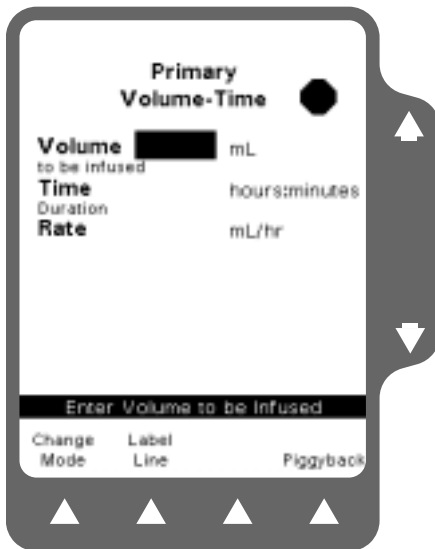 Primary
Volume-Time
Volume mL
to be infused
Time hours:minutes
Duration
Rate mL/hr
Enter Volume to be Infused
Change Label
Mode Line Piggyback